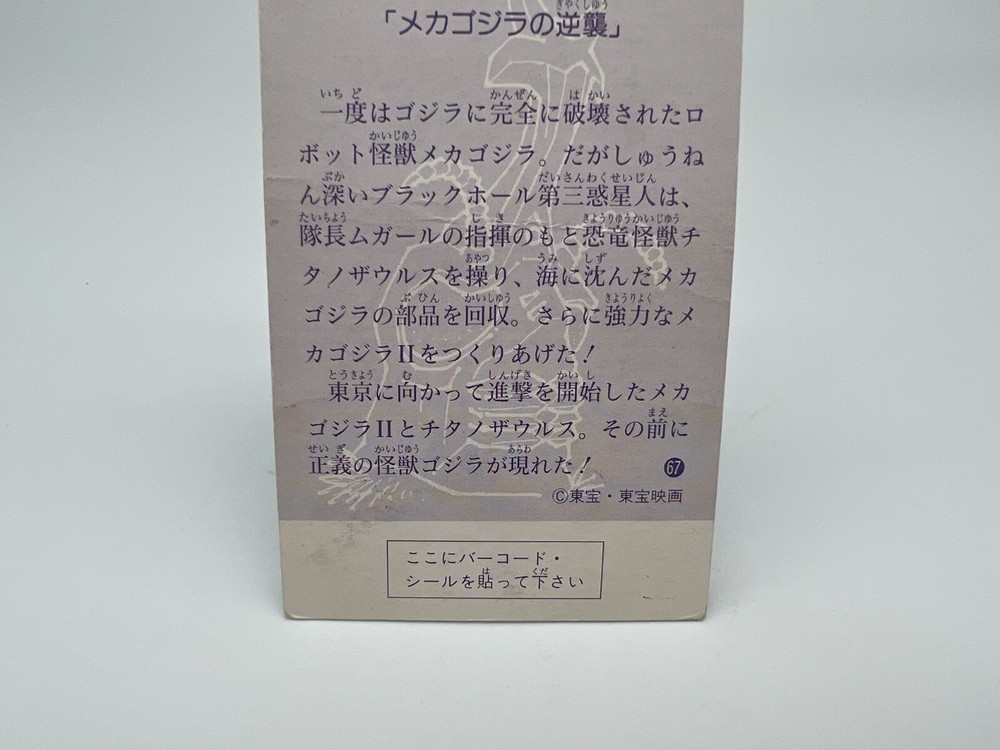 「メカゴジラの逆襲」
一度はゴジラに完全に破壊されたロ
ボット怪獣メカゴジラ。だがしゅうね
ん深いブラックホール第三惑星人は、
隊長ムガールの指揮のもと恐竜怪獣チ
タノザウルスを操り、海に沈んだメカ
ゴジラの部品を回収。さらに強力なメ
カゴジラIIをつくりあげた！
東京に向かって進撃を開始したメカ
ゴジラIIとチタノザウルス。その前に
正義の怪獣ゴジラが現れた！
67
©東宝・東宝映画
ここにバーコード・
シールを貼って下さい